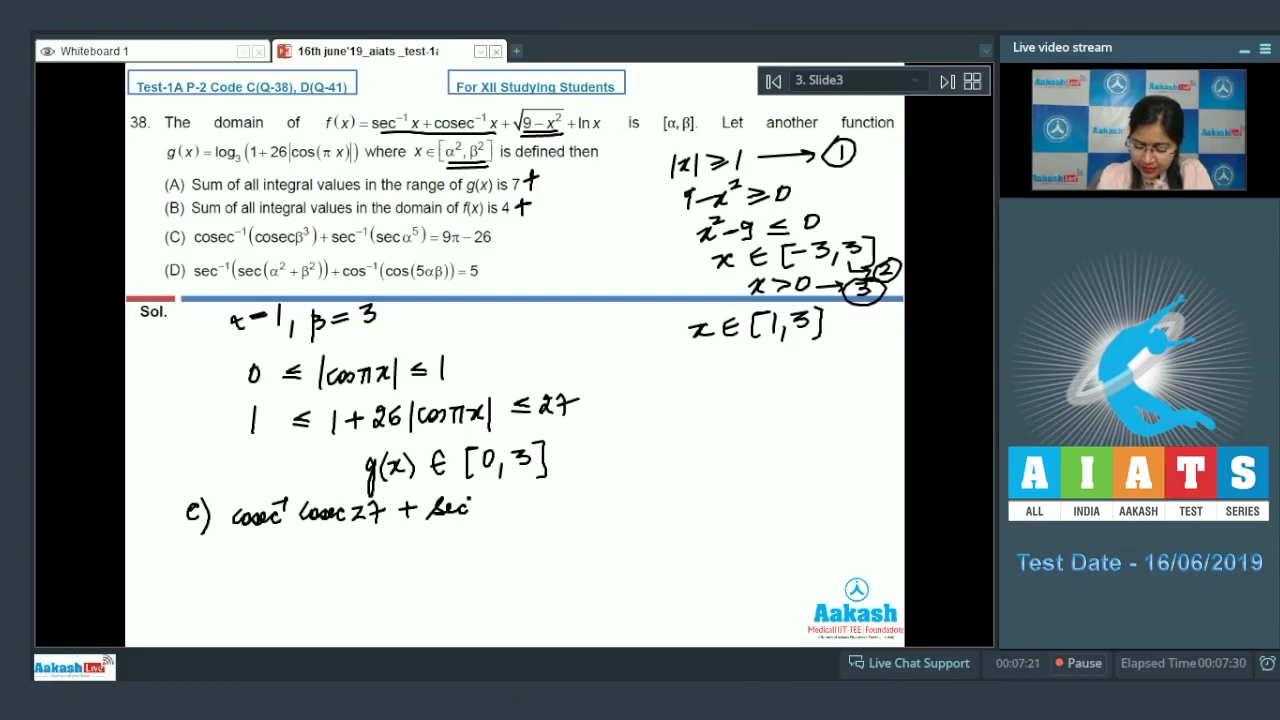 Whiteboard 1
16th june'19_aiats _test-1a
Live video stream
3. Slide3
Test-1A P-2 Code C(Q-38), D(Q-41)
For XII Studying Students
38. The domain of f(x) = sec⁻¹ x + cosec⁻¹ x + √(9 − x²) + ln x is [α, β]. Let another function
g(x) = log₃ (1 + 26|cos(π x)|) where x ∈ [α², β²] is defined then
(A) Sum of all integral values in the range of g(x) is 7 +
(B) Sum of all integral values in the domain of f(x) is 4 +
(C) cosec⁻¹(cosecβ³) + sec⁻¹(sec α⁵) = 9π − 26
(D) sec⁻¹(sec(α² + β²)) + cos⁻¹(cos(5αβ)) = 5
|x| ≥ 1 → 1
9 − x² ≥ 0
x² − 9 ≤ 0
x ∈ [−3, 3]
→ 2
x > 0 → 3
x ∈ [1, 3]
Sol.
α = 1, β = 3
0 ≤ |cosπx| ≤ 1
1 ≤ 1 + 26|cosπx| ≤ 27
g(x) ∈ [0, 3]
c) cosec⁻¹ cosec 27 + sec
Aakash
Medical|IIT-JEE|Foundations
Aakash Live
AIATS
ALL INDIA AAKASH TEST SERIES
Test Date - 16/06/2019
Live Chat Support
00:07:21
Pause
Elapsed Time 00:07:30